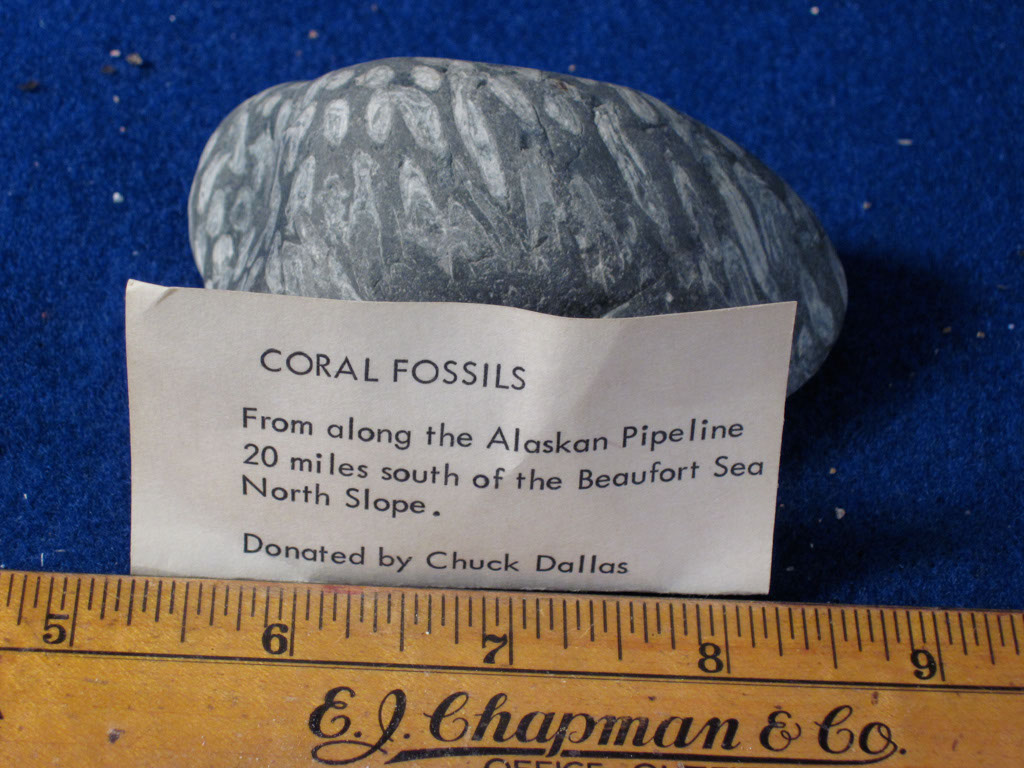 CORAL FOSSILS
From along the Alaskan Pipeline
20 miles south of the Beaufort Sea
North Slope.
Donated by Chuck Dallas
5 6 7 8 9
E.J. Chapman & Co.
OFFICE